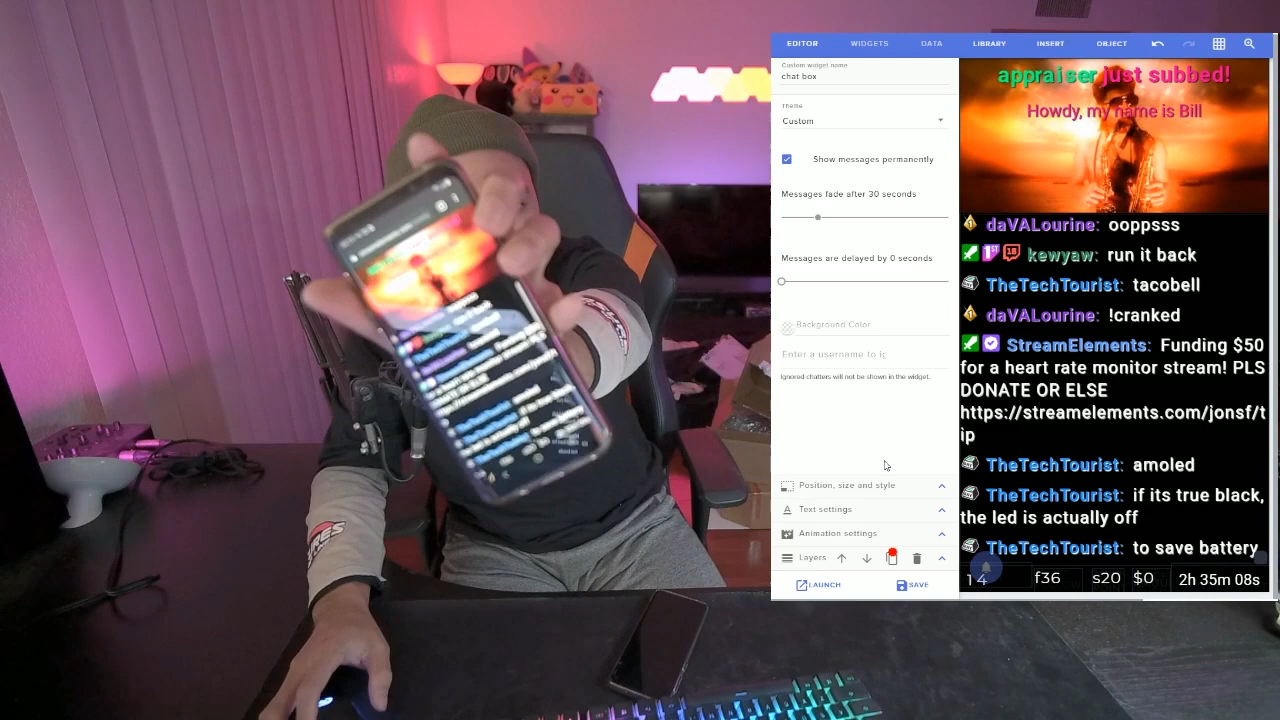 EDITOR WIDGETS DATA LIBRARY INSERT OBJECT
Custom widget name
chat box
Theme
Custom
Show messages permanently
Messages fade after 30 seconds
Messages are delayed by 0 seconds
Background Color
Enter a username to ig
Ignored chatters will not be shown in the widget.
Position, size and style
Text settings
Animation settings
Layers
LAUNCH SAVE
appraiser just subbed!
Howdy, my name is Bill
daVALourine: ooppsss
kewyaw: run it back
TheTechTourist: tacobell
daVALourine: !cranked
StreamElements: Funding $50
for a heart rate monitor stream! PLS
DONATE OR ELSE
https://streamelements.com/jonsf/t
ip
TheTechTourist: amoled
TheTechTourist: if its true black,
the led is actually off
TheTechTourist: to save battery
14 f36 s20 $0 2h 35m 08s